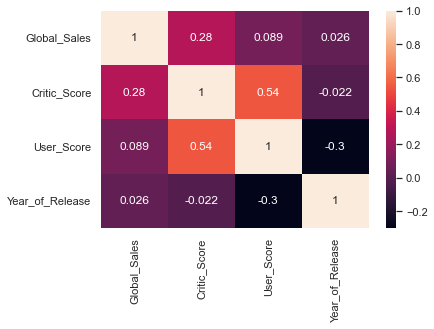 Global_Sales 1 0.28 0.089 0.026
Critic_Score 0.28 1 0.54 -0.022
User_Score 0.089 0.54 1 -0.3
Year_of_Release 0.026 -0.022 -0.3 1
Global_Sales
Critic_Score
User_Score
Year_of_Release
1.0
0.8
0.6
0.4
0.2
0.0
-0.2